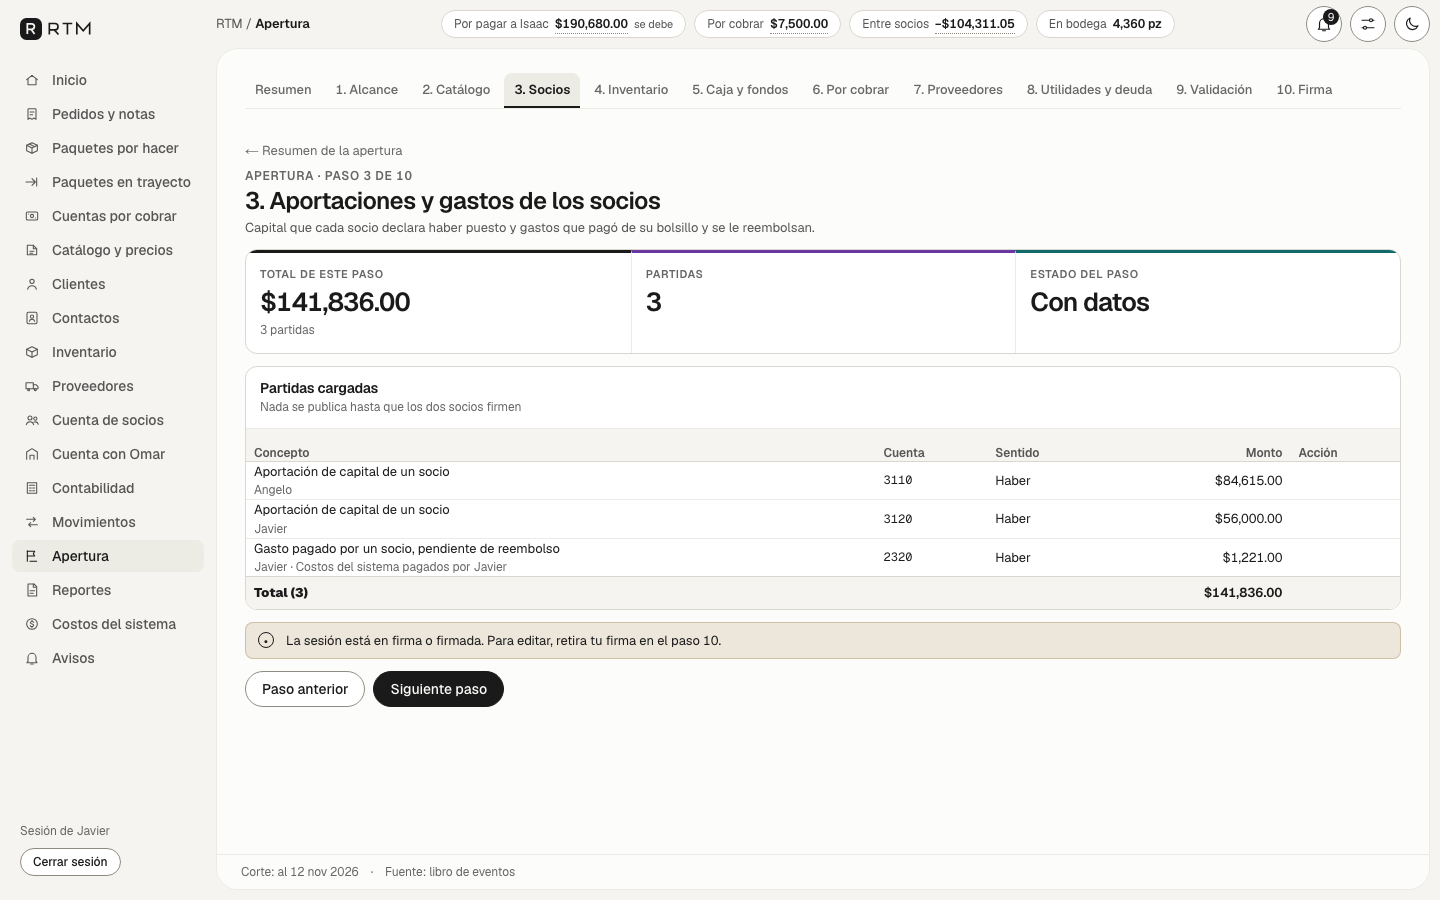 R RTM
RTM / Apertura
Por pagar a Isaac $190,680.00 se debe
Por cobrar $7,500.00
Entre socios −$104,311.05
En bodega 4,360 pz
9
Inicio
Pedidos y notas
Paquetes por hacer
Paquetes en trayecto
Cuentas por cobrar
Catálogo y precios
Clientes
Contactos
Inventario
Proveedores
Cuenta de socios
Cuenta con Omar
Contabilidad
Movimientos
Apertura
Reportes
Costos del sistema
Avisos
Sesión de Javier
Cerrar sesión
Resumen 1. Alcance 2. Catálogo 3. Socios 4. Inventario 5. Caja y fondos 6. Por cobrar 7. Proveedores 8. Utilidades y deuda 9. Validación 10. Firma
← Resumen de la apertura
APERTURA · PASO 3 DE 10
3. Aportaciones y gastos de los socios
Capital que cada socio declara haber puesto y gastos que pagó de su bolsillo y se le reembolsan.
TOTAL DE ESTE PASO
$141,836.00
3 partidas
PARTIDAS
3
ESTADO DEL PASO
Con datos
Partidas cargadas
Nada se publica hasta que los dos socios firmen
Concepto Cuenta Sentido Monto Acción
Aportación de capital de un socio 3110 Haber $84,615.00
Angelo
Aportación de capital de un socio 3120 Haber $56,000.00
Javier
Gasto pagado por un socio, pendiente de reembolso 2320 Haber $1,221.00
Javier · Costos del sistema pagados por Javier
Total (3) $141,836.00
La sesión está en firma o firmada. Para editar, retira tu firma en el paso 10.
Paso anterior
Siguiente paso
Corte: al 12 nov 2026 · Fuente: libro de eventos